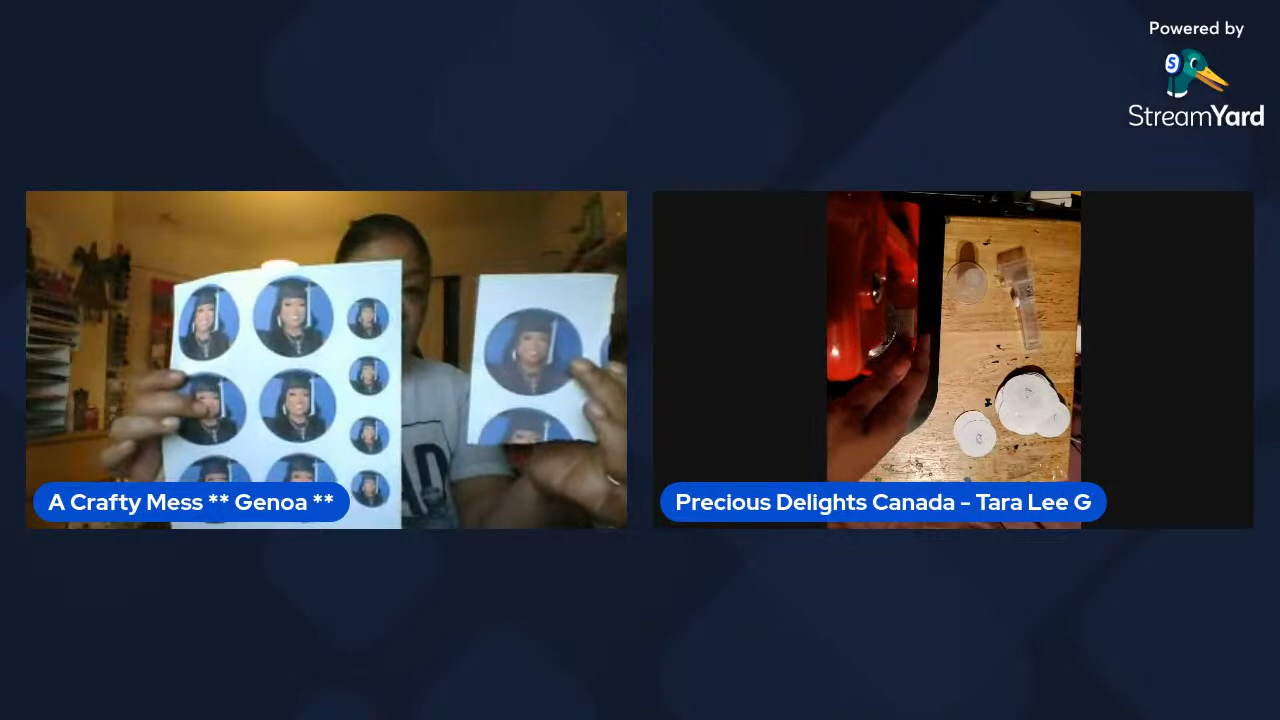 Powered by
StreamYard
A Crafty Mess ** Genoa **
Precious Delights Canada - Tara Lee G